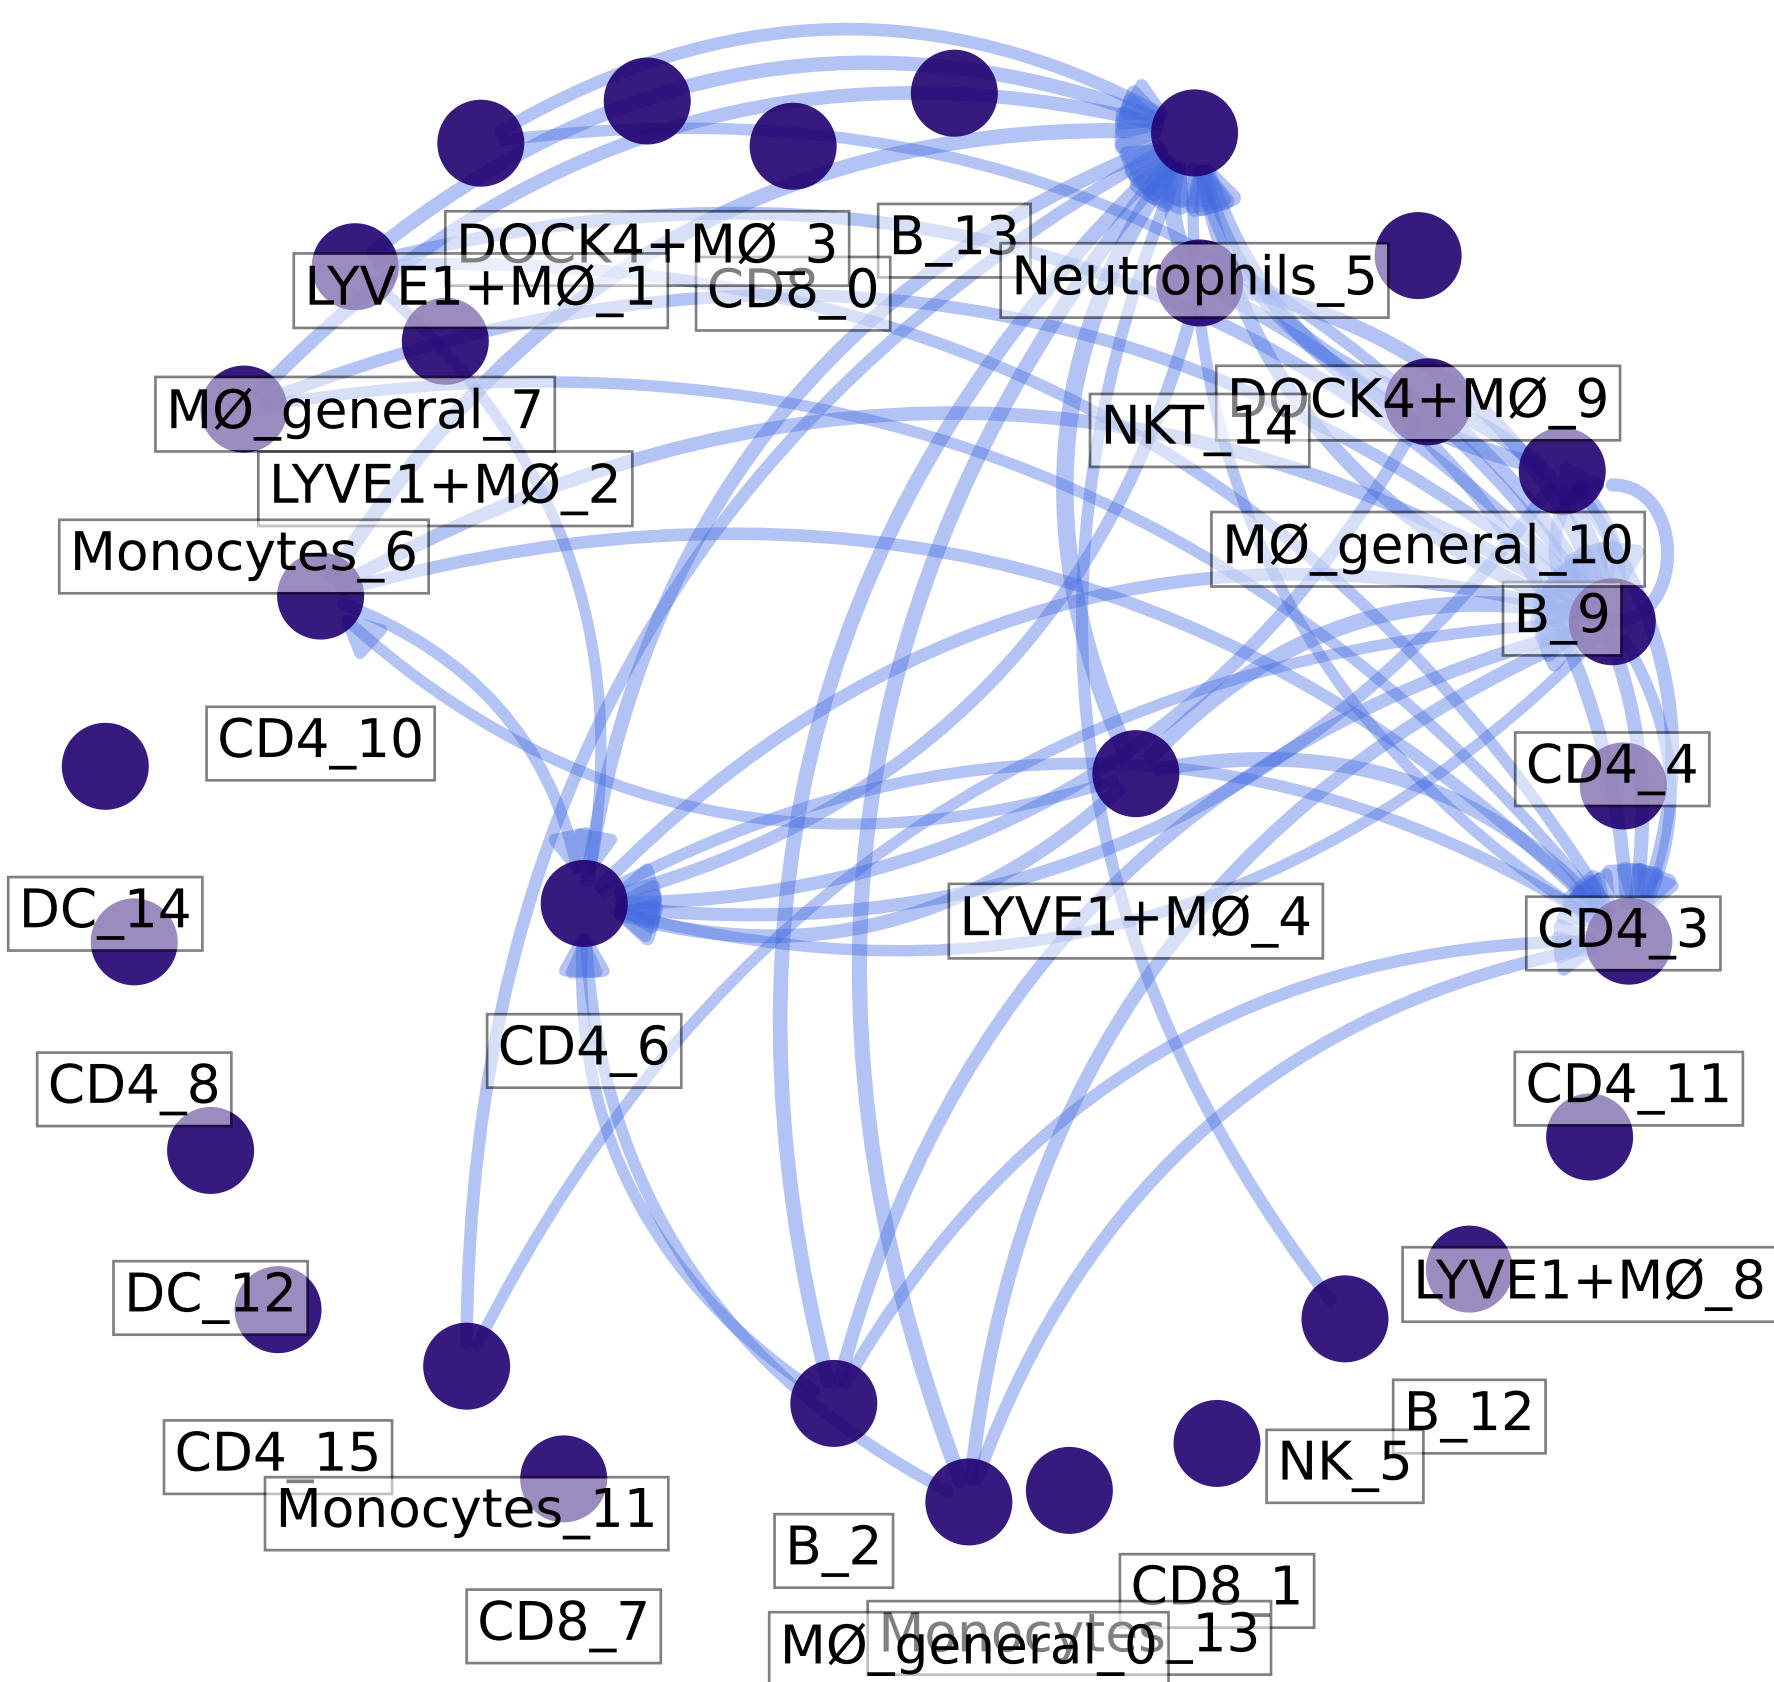 DOCK4+MØ_3
B_13
LYVE1+MØ_1
CD8_0
Neutrophils_5
MØ_general_7
DOCK4+MØ_9
NKT_14
LYVE1+MØ_2
Monocytes_6
MØ_general_10
B_9
CD4_10
CD4_4
DC_14
LYVE1+MØ_4
CD4_3
CD4_6
CD4_8
CD4_11
DC_12
LYVE1+MØ_8
B_12
CD4_15
NK_5
Monocytes_11
B_2
CD8_1
CD8_7
Monocytes_13
MØ_general_0